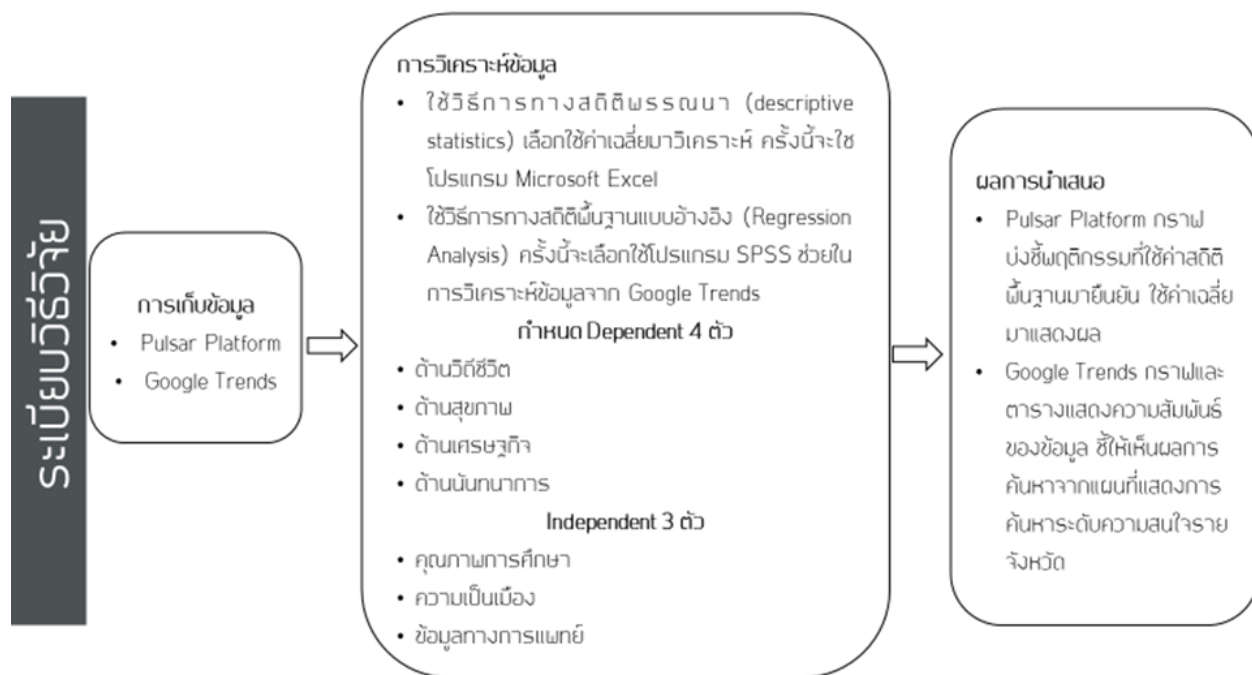 ระเบียบวิธีวิจัย
การเก็บข้อมูล
• Pulsar Platform
• Google Trends
การวิเคราะห์ข้อมูล
• ใช้วิธีการทางสถิติพรรณนา (descriptive
statistics) เลือกใช้ค่าเฉลี่ยมาวิเคราะห์ ครั้งนี้จะใช
โปรแกรม Microsoft Excel
• ใช้วิธีการทางสถิติพื้นฐานแบบอ้างอิง (Regression
Analysis) ครั้งนี้จะเลือกใช้โปรแกรม SPSS ช่วยใน
การวิเคราะห์ข้อมูลจาก Google Trends
กำหนด Dependent 4 ตัว
• ด้านวิถีชีวิต
• ด้านสุขภาพ
• ด้านเศรษฐกิจ
• ด้านนันทนาการ
Independent 3 ตัว
• คุณภาพการศึกษา
• ความเป็นเมือง
• ข้อมูลทางการแพทย์
ผลการนำเสนอ
• Pulsar Platform กราฟ
บ่งชี้พฤติกรรมที่ใช้ค่าสถิติ
พื้นฐานมายืนยัน ใช้ค่าเฉลี่ย
มาแสดงผล
• Google Trends กราฟและ
ตารางแสดงความสัมพันธ์
ของข้อมูล ชี้ให้เห็นผลการ
ค้นหาจากแผนที่แสดงการ
ค้นหาระดับความสนใจราย
จังหวัด